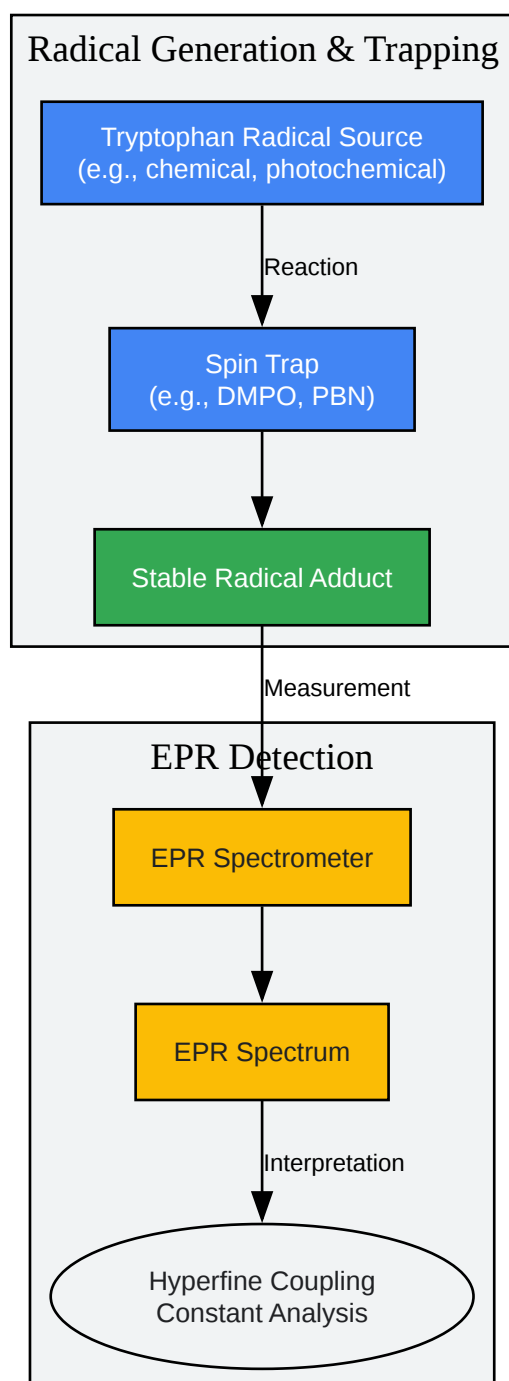 Radical Generation & Trapping
Tryptophan Radical Source
(e.g., chemical, photochemical)
Reaction
Spin Trap
(e.g., DMPO, PBN)
Stable Radical Adduct
Measurement
EPR Detection
EPR Spectrometer
EPR Spectrum
Interpretation
Hyperfine Coupling
Constant Analysis